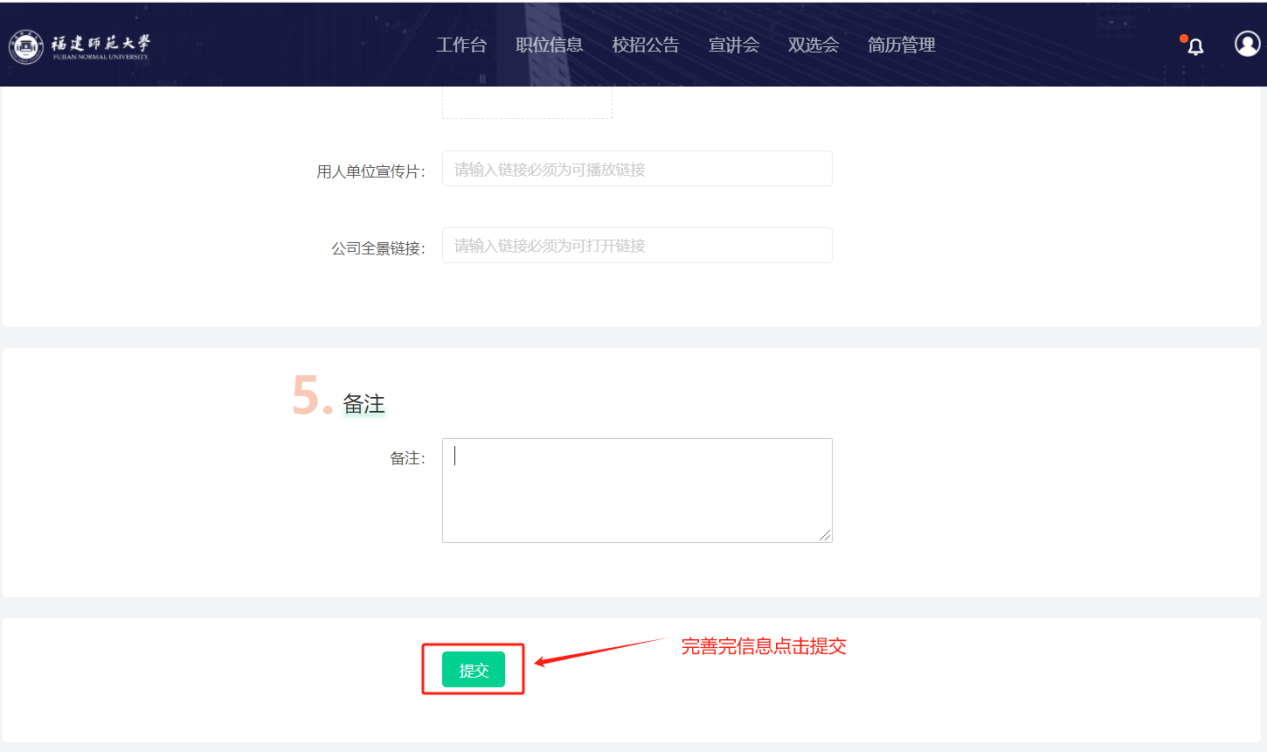 福建师范大学
FUJIAN NORMAL UNIVERSITY
工作台 职位信息 校招公告 宣讲会 双选会 简历管理
用人单位宣传片: 请输入链接必须为可播放链接
公司全景链接: 请输入链接必须为可打开链接
5. 备注
备注:
完善完信息点击提交
提交